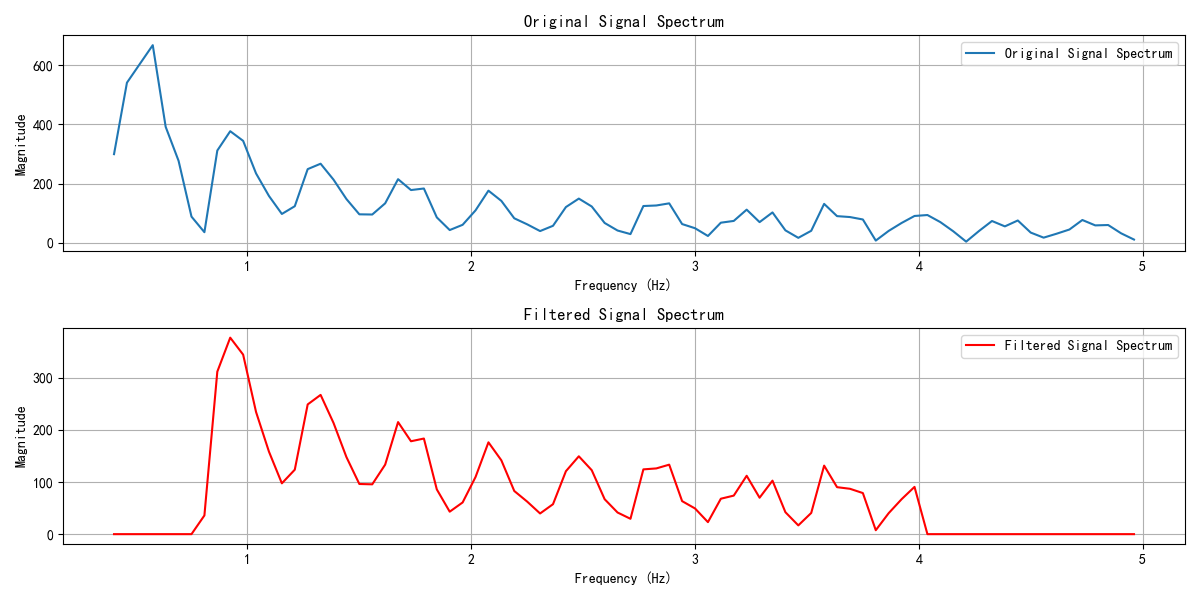 Original Signal Spectrum
Original Signal Spectrum
600
400
200
0
Magnitude
1 2 3 4 5
Frequency (Hz)
Filtered Signal Spectrum
Filtered Signal Spectrum
300
200
100
0
Magnitude
1 2 3 4 5
Frequency (Hz)